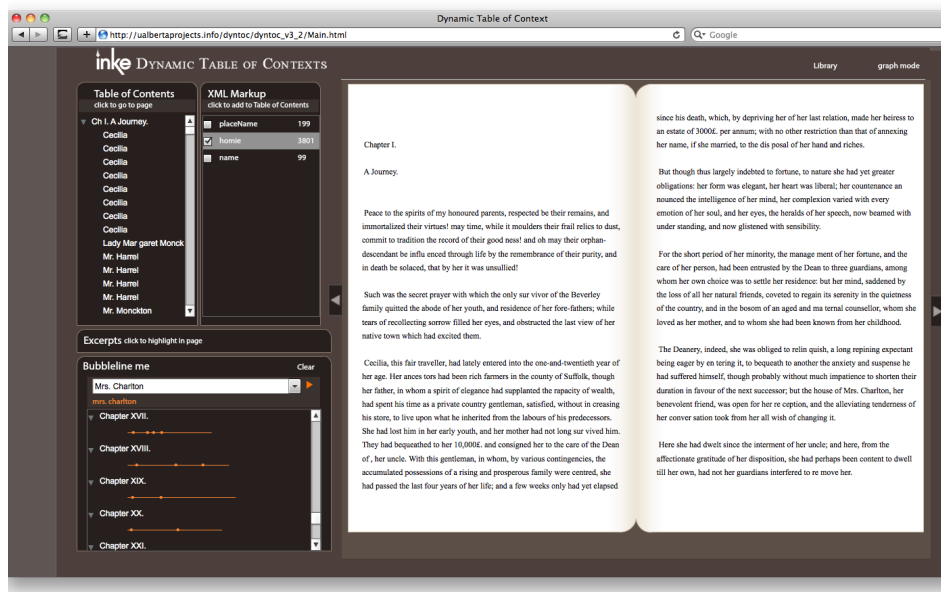 Dynamic Table of Context
http://ualbertaprojects.info/dyntoc/dyntoc_v3_2/Main.html
Google
inke Dynamic Table of Contexts
Library
graph mode
Table of Contents
click to go to page
Ch I. A Journey.
Cecilia
Cecilia
Cecilia
Cecilia
Cecilia
Cecilia
Cecilia
Cecilia
Lady Mar garet Monck
Mr. Harrel
Mr. Harrel
Mr. Harrel
Mr. Harrel
Mr. Monckton
XML Markup
click to add to Table of Contents
placeName 199
homie 3801
name 99
Excerpts click to highlight in page
Bubbleline me
Clear
Mrs. Charlton
mrs. charlton
Chapter XVII.
Chapter XVIII.
Chapter XIX.
Chapter XX.
Chapter XXI.
Chapter I.
A Journey.
Peace to the spirits of my honoured parents, respected be their remains, and
immortalized their virtues! may time, while it moulders their frail relics to dust,
commit to tradition the record of their good ness! and oh may their orphan-
descendant be influ enced through life by the remembrance of their purity, and
in death be solaced, that by her it was unsullied!
Such was the secret prayer with which the only sur vivor of the Beverley
family quitted the abode of her youth, and residence of her fore-fathers; while
tears of recollecting sorrow filled her eyes, and obstructed the last view of her
native town which had excited them.
Cecilia, this fair traveller, had lately entered into the one-and-twentieth year of
her age. Her ances tors had been rich farmers in the county of Suffolk, though
her father, in whom a spirit of elegance had supplanted the rapacity of wealth,
had spent his time as a private country gentleman, satisfied, without in creasing
his store, to live upon what he inherited from the labours of his predecessors.
She had lost him in her early youth, and her mother had not long sur vived him.
They had bequeathed to her 10,000£. and consigned her to the care of the Dean
of , her uncle. With this gentleman, in whom, by various contingencies, the
accumulated possessions of a rising and prosperous family were centred, she
had passed the last four years of her life; and a few weeks only had yet elapsed
since his death, which, by depriving her of her last relation, made her heiress to
an estate of 3000£. per annum; with no other restriction than that of annexing
her name, if she married, to the dis posal of her hand and riches.
But though thus largely indebted to fortune, to nature she had yet greater
obligations: her form was elegant, her heart was liberal; her countenance an
nounced the intelligence of her mind, her complexion varied with every
emotion of her soul, and her eyes, the heralds of her speech, now beamed with
under standing, and now glistened with sensibility.
For the short period of her minority, the manage ment of her fortune, and the
care of her person, had been entrusted by the Dean to three guardians, among
whom her own choice was to settle her residence: but her mind, saddened by
the loss of all her natural friends, coveted to regain its serenity in the quietness
of the country, and in the bosom of an aged and ma ternal counsellor, whom she
loved as her mother, and to whom she had been known from her childhood.
The Deanery, indeed, she was obliged to relin quish, a long repining expectant
being eager by en tering it, to bequeath to another the anxiety and suspense he
had suffered himself, though probably without much impatience to shorten their
duration in favour of the next successor; but the house of Mrs. Charlton, her
benevolent friend, was open for her re ception, and the alleviating tenderness of
her conver sation took from her all wish of changing it.
Here she had dwelt since the interment of her uncle; and here, from the
affectionate gratitude of her disposition, she had perhaps been content to dwell
till her own, had not her guardians interfered to re move her.